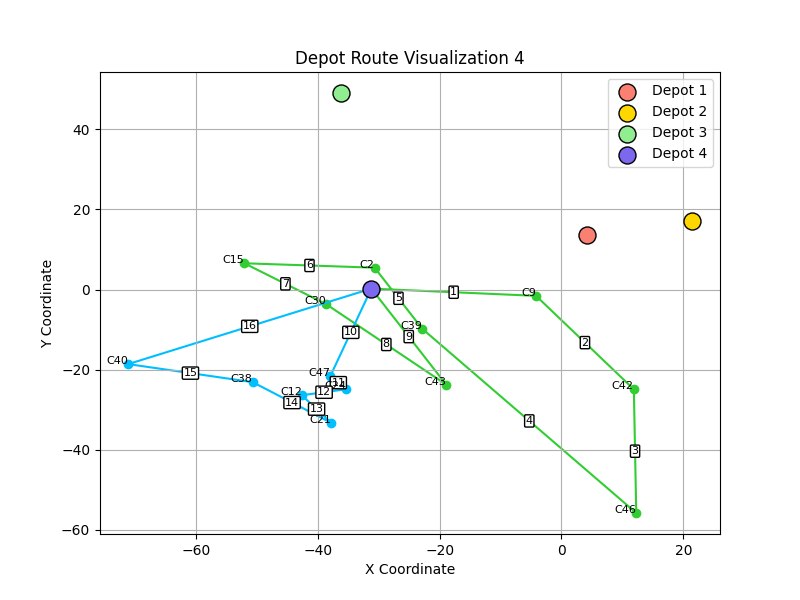 Depot Route Visualization 4
Depot 1
Depot 2
Depot 3
Depot 4
Y Coordinate
40
20
0
−20
−40
−60
C15
6
C2
7
C30
5
1
C9
16
10
C39
8
9
2
C40
15
C38
C47
11
C43
C42
C12
12
14
13
C21
4
3
C46
−60
−40
−20
0
20
X Coordinate